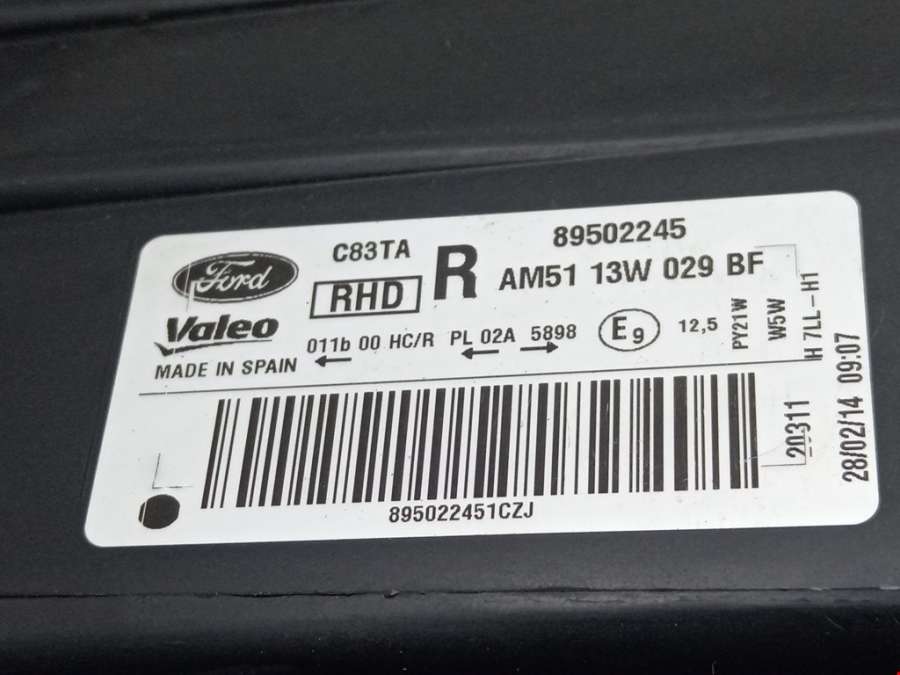 Ford
C83TA
RHD
R
89502245
AM51 13W 029 BF
Valeo
MADE IN SPAIN
011b 00 HC/R PL 02A 5898
E9
12,5
PY21W
W5W
H 7LL-H1
20311
28/02/14 09:07
895022451CZJ